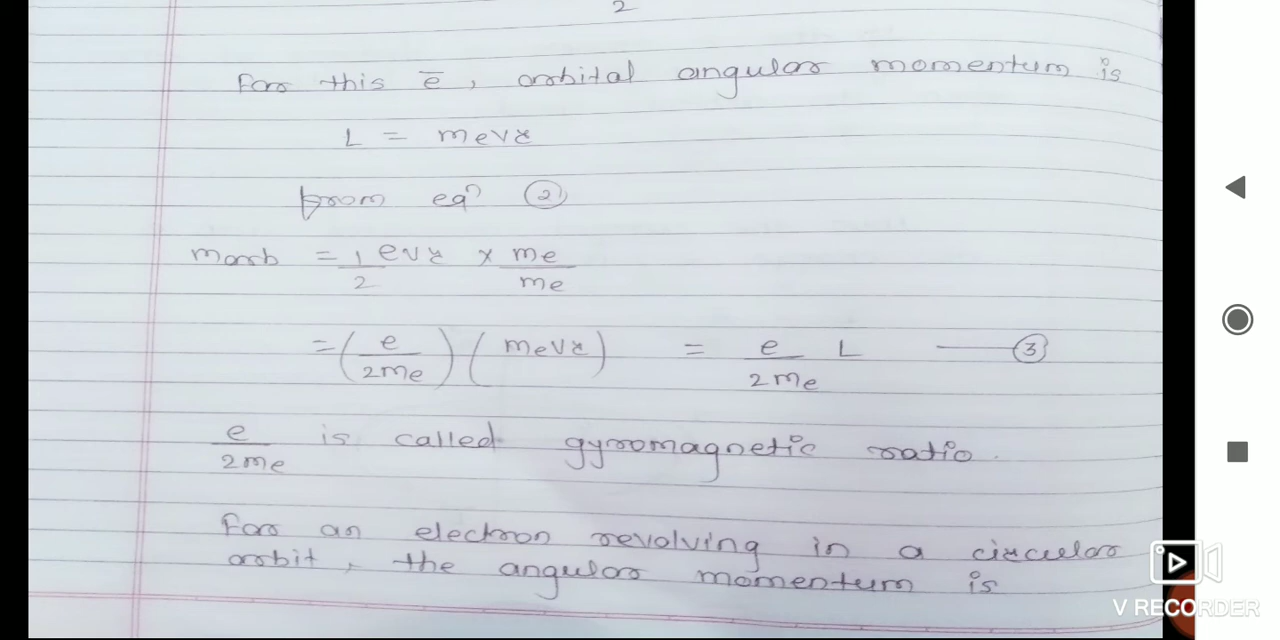 2
For this ē, orbital angular momentum is
L = mevr
From eqⁿ ②
morb = 1/2 evr × me/me
= (e/2me) (mevr) = e/2me L — ③
e/2me is called gyromagnetic ratio.
For an electron revolving in a circular
orbit, the angular momentum is
V RECORDER